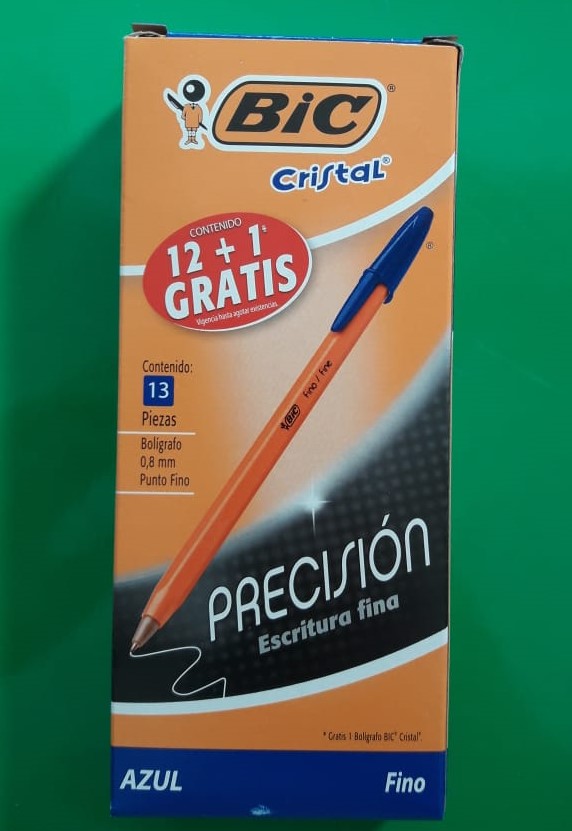 BiC®
Cristal®
CONTENIDO
12 + 1*
GRATIS
Vigencia hasta agotar existencias.
®
Contenido:
13
Piezas
Bolígrafo
0,8 mm
Punto Fino
BiC Fino / Fine
PRECISIÓN
Escritura fina
* Gratis 1 Bolígrafo BIC® Cristal®.
AZUL Fino